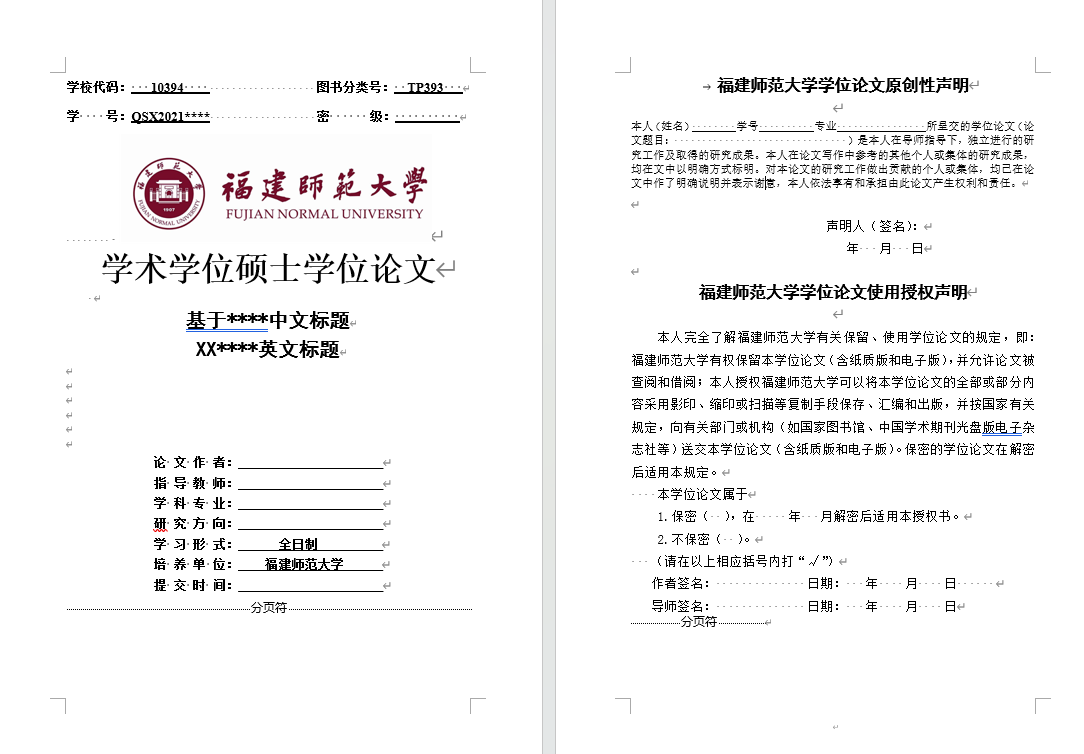 学校代码： 10394 图书分类号： TP393
学 号：QSX2021**** 密 级：
福建師範大學
FUJIAN NORMAL UNIVERSITY
学术学位硕士学位论文
基于****中文标题
XX****英文标题
论 文 作 者：
指 导 教 师：
学 科 专 业：
研 究 方 向：
学 习 形 式： 全日制
培 养 单 位： 福建师范大学
提 交 时 间：
分页符
福建师范大学学位论文原创性声明
本人（姓名） 学号 专业 所呈交的学位论文（论
文题目： ）是本人在导师指导下，独立进行的研
究工作及取得的研究成果。本人在论文写作中参考的其他个人或集体的研究成果，
均在文中以明确方式标明。对本论文的研究工作做出贡献的个人或集体，均已在论
文中作了明确说明并表示谢意，本人依法享有和承担由此论文产生权利和责任。
声明人（签名）：
年 月 日
福建师范大学学位论文使用授权声明
本人完全了解福建师范大学有关保留、使用学位论文的规定，即：
福建师范大学有权保留本学位论文（含纸质版和电子版），并允许论文被
查阅和借阅；本人授权福建师范大学可以将本学位论文的全部或部分内
容采用影印、缩印或扫描等复制手段保存、汇编和出版，并按国家有关
规定，向有关部门或机构（如国家图书馆、中国学术期刊光盘版电子杂
志社等）送交本学位论文（含纸质版和电子版）。保密的学位论文在解密
后适用本规定。
本学位论文属于
1.保密（ ），在 年 月解密后适用本授权书。
2.不保密（ ）。
（请在以上相应括号内打“√”）
作者签名： 日期： 年 月 日
导师签名： 日期： 年 月 日
分页符